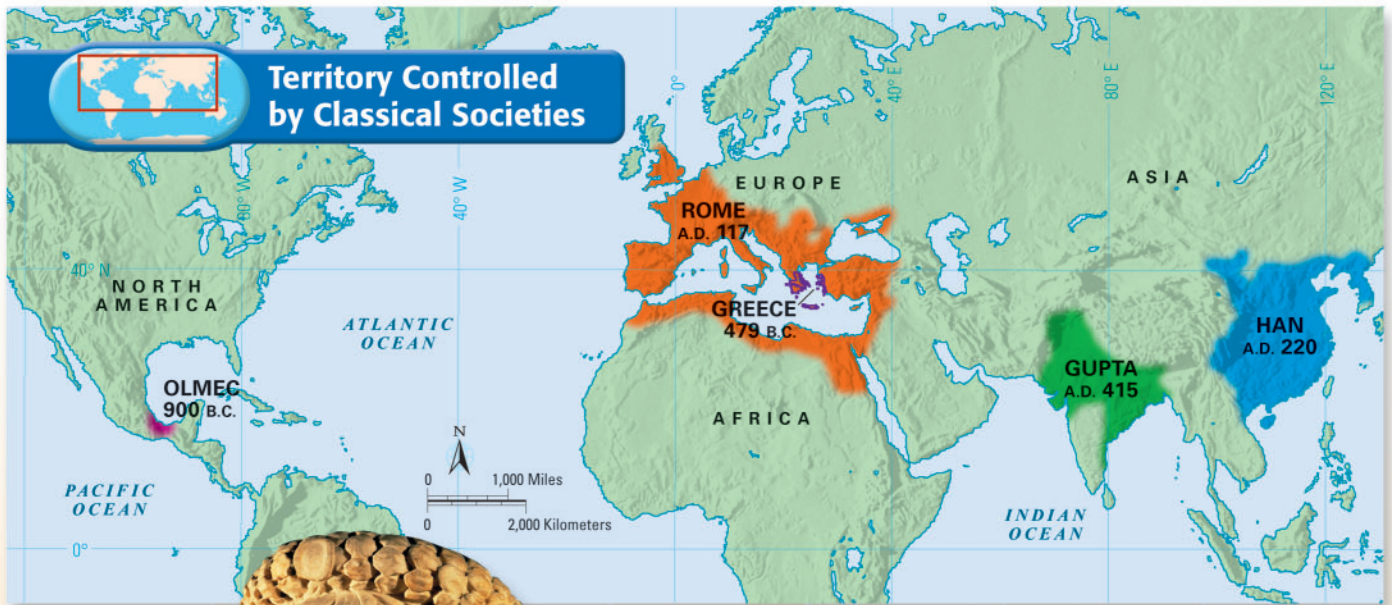 Territory Controlled
by Classical Societies
0°
40° E
80° E
120° E
60° W
40° W
40° N
0°
NORTH
AMERICA
ATLANTIC
OCEAN
PACIFIC
OCEAN
OLMEC
900 B.C.
EUROPE
ROME
A.D. 117
GREECE
479 B.C.
AFRICA
ASIA
HAN
A.D. 220
GUPTA
A.D. 415
INDIAN
OCEAN
N
0 1,000 Miles
0 2,000 Kilometers